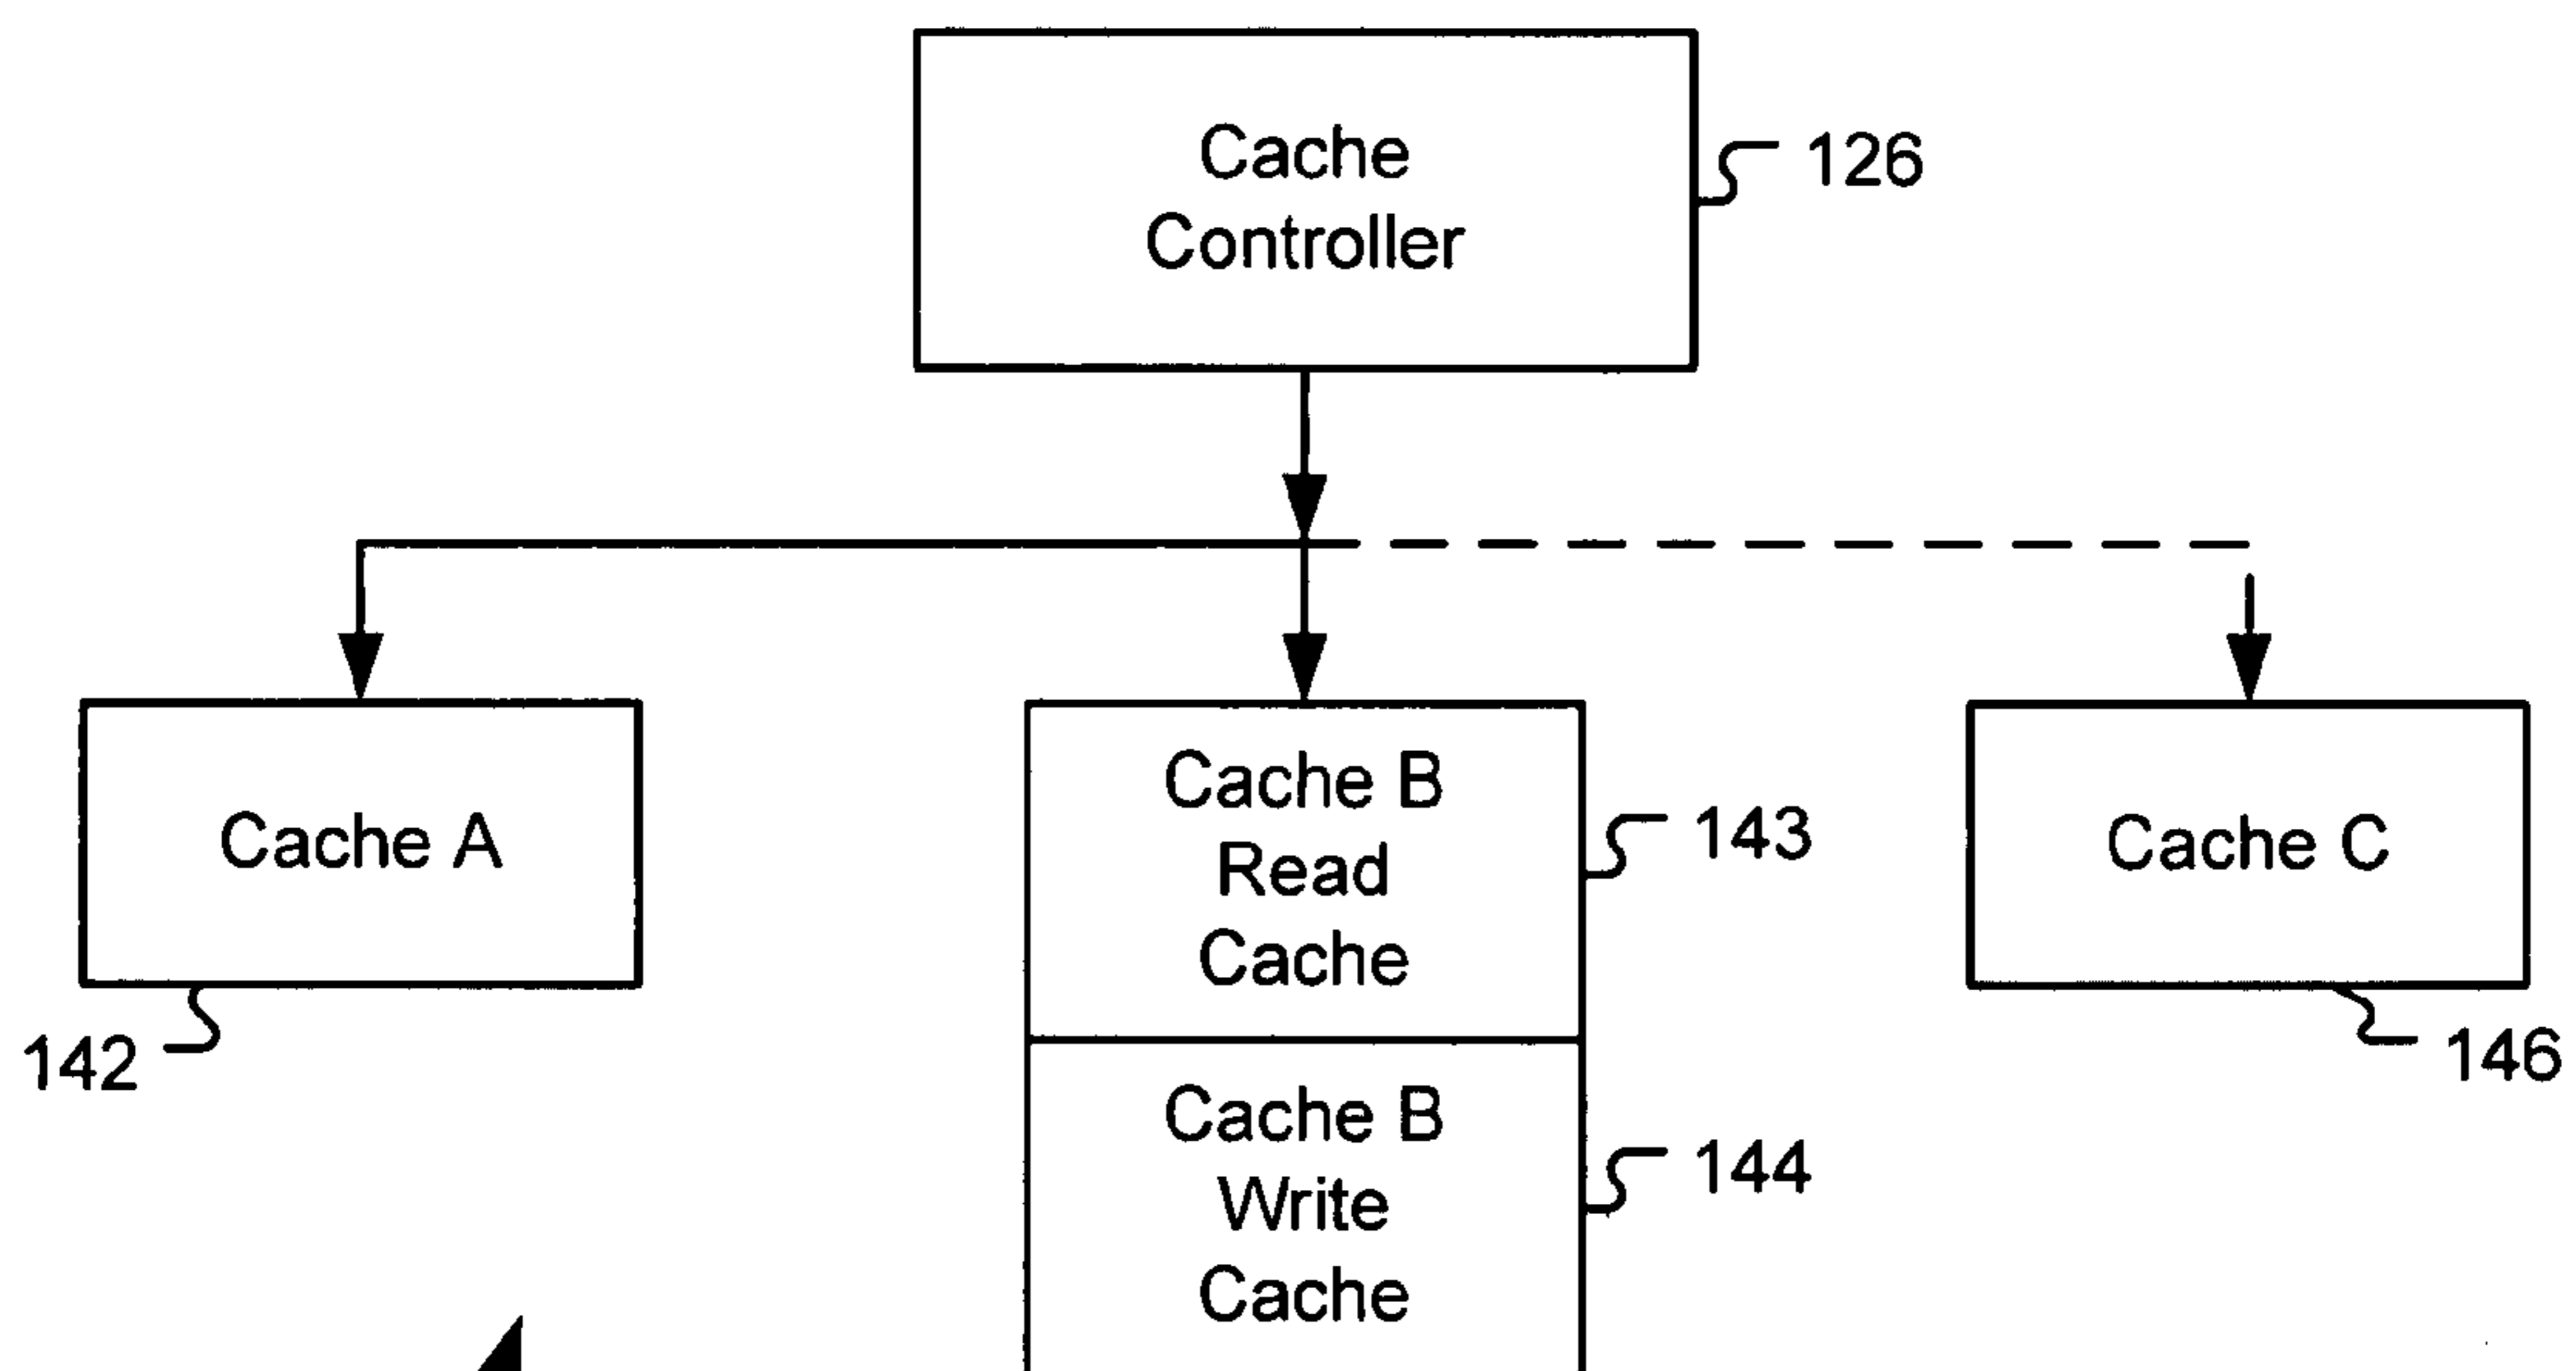 Cache
Controller
126
Cache A
142
Cache B
Read
Cache
143
Cache B
Write
Cache
144
Cache C
146